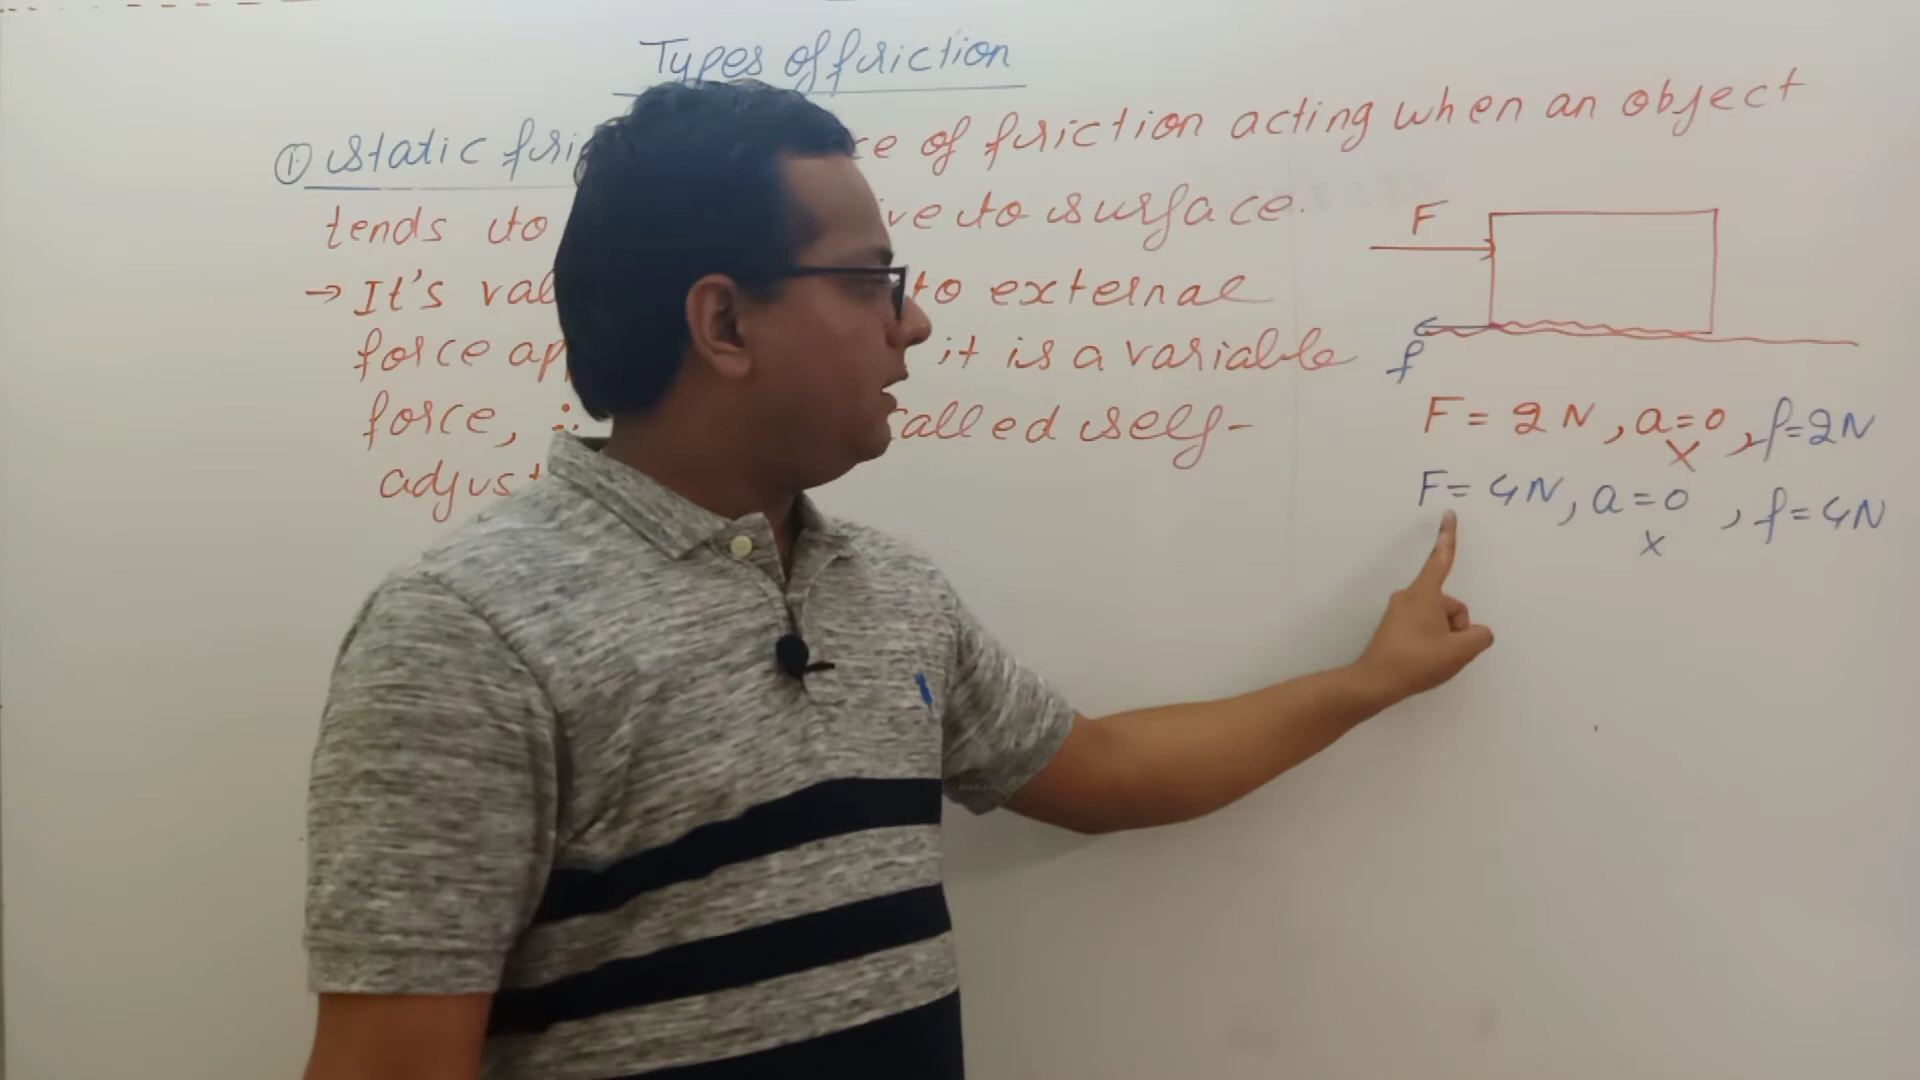 Types of friction
① Static fri ce of friction acting when an object
tends to ve to surface.
→ It's val to external
force ap it is a variable
force, ∴ called self-
adjust
F
f
F = 2N, a=0, f=2N
x
F= 4N, a=0, f=4N
x